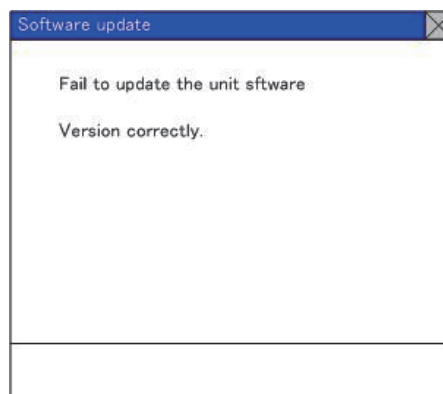 Software update
Fail to update the unit sftware
Version correctly.